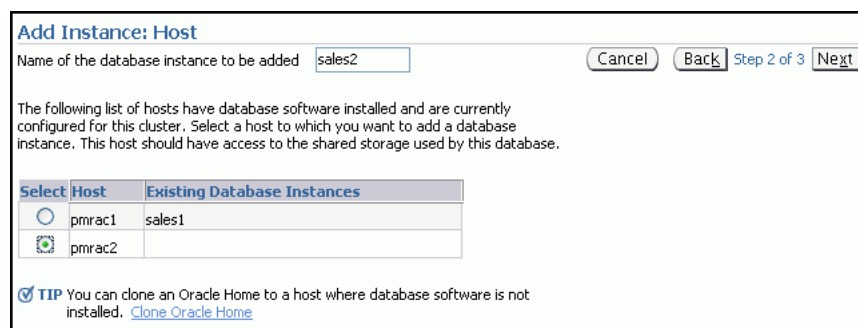 Add Instance: Host
Name of the database instance to be added sales2
Cancel Back Step 2 of 3 Next
The following list of hosts have database software installed and are currently
configured for this cluster. Select a host to which you want to add a database
instance. This host should have access to the shared storage used by this database.
Select Host Existing Database Instances
pmrac1 sales1
pmrac2
TIP You can clone an Oracle Home to a host where database software is not
installed. Clone Oracle Home